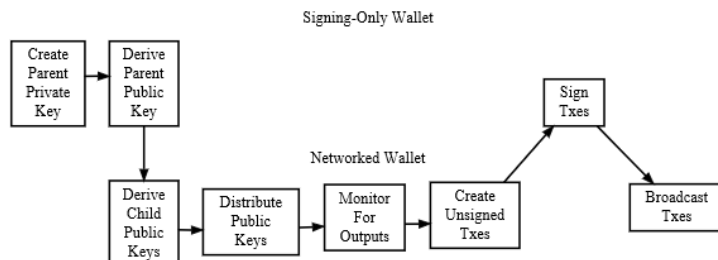 Signing-Only Wallet
Create
Parent
Private
Key
Derive
Parent
Public
Key
Sign
Txes
Networked Wallet
Derive
Child
Public
Keys
Distribute
Public
Keys
Monitor
For
Outputs
Create
Unsigned
Txes
Broadcast
Txes